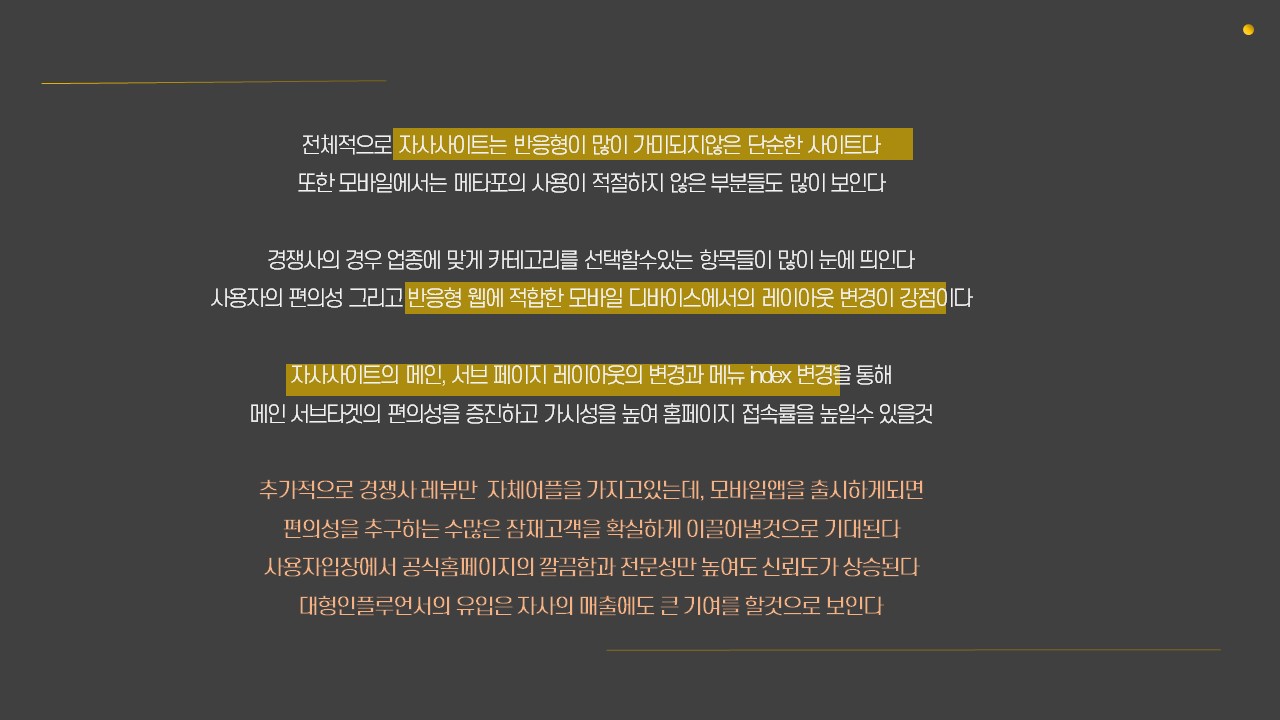 전체적으로 자사사이트는 반응형이 많이 가미되지않은 단순한 사이트다
또한 모바일에서는 메타포의 사용이 적절하지 않은 부분들도 많이 보인다
경쟁사의 경우 업종에 맞게 카테고리를 선택할수있는 항목들이 많이 눈에 띄인다
사용자의 편의성 그리고 반응형 웹에 적합한 모바일 디바이스에서의 레이아웃 변경이 강점이다
자사사이트의 메인, 서브 페이지 레이아웃의 변경과 메뉴 index 변경을 통해
메인 서브타겟의 편의성을 증진하고 가시성을 높여 홈페이지 접속률을 높일수 있을것
추가적으로 경쟁사 레뷰만 자체어플을 가지고있는데, 모바일앱을 출시하게되면
편의성을 추구하는 수많은 잠재고객을 확실하게 이끌어낼것으로 기대된다
사용자입장에서 공식홈페이지의 깔끔함과 전문성만 높여도 신뢰도가 상승된다
대형인플루언서의 유입은 자사의 매출에도 큰 기여를 할것으로 보인다